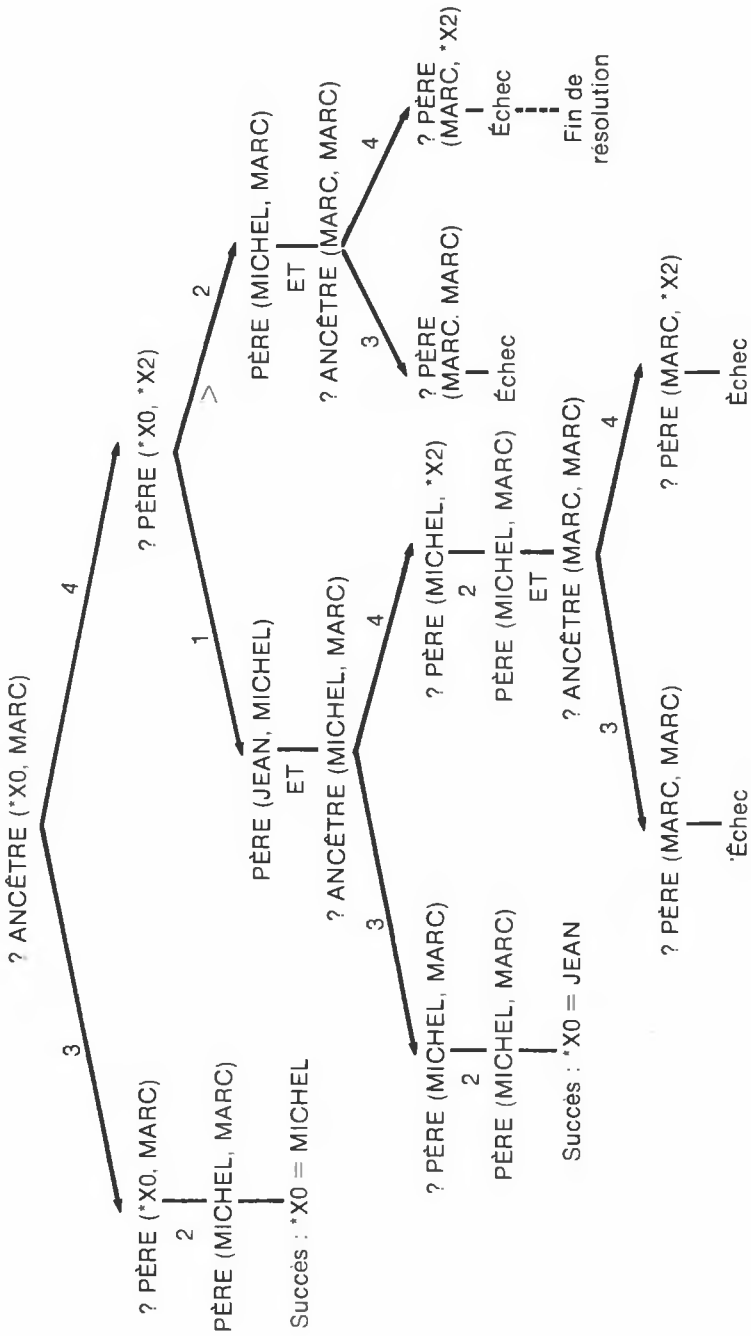 ? ANCÊTRE (*X0, MARC)
3
4
? PÈRE (*X0, MARC)
2
PÈRE (MICHEL, MARC)
Succès : *X0 = MICHEL
? PÈRE (*X0, *X2)
1
2
PÈRE (JEAN, MICHEL)
ET
? ANCÊTRE (MICHEL, MARC)
3
4
? PÈRE (MICHEL, MARC)
2
PÈRE (MICHEL, MARC)
Succès : *X0 = JEAN
? PÈRE (MICHEL, *X2)
2
PÈRE (MICHEL, MARC)
ET
? ANCÊTRE (MARC, MARC)
3
4
? PÈRE (MARC, MARC)
Échec
? PÈRE (MARC, *X2)
Échec
PÈRE (MICHEL, MARC)
ET
? ANCÊTRE (MARC, MARC)
3
4
? PÈRE
(MARC. MARC)
Échec
? PÈRE
(MARC, *X2)
Échec
Fin de
résolution